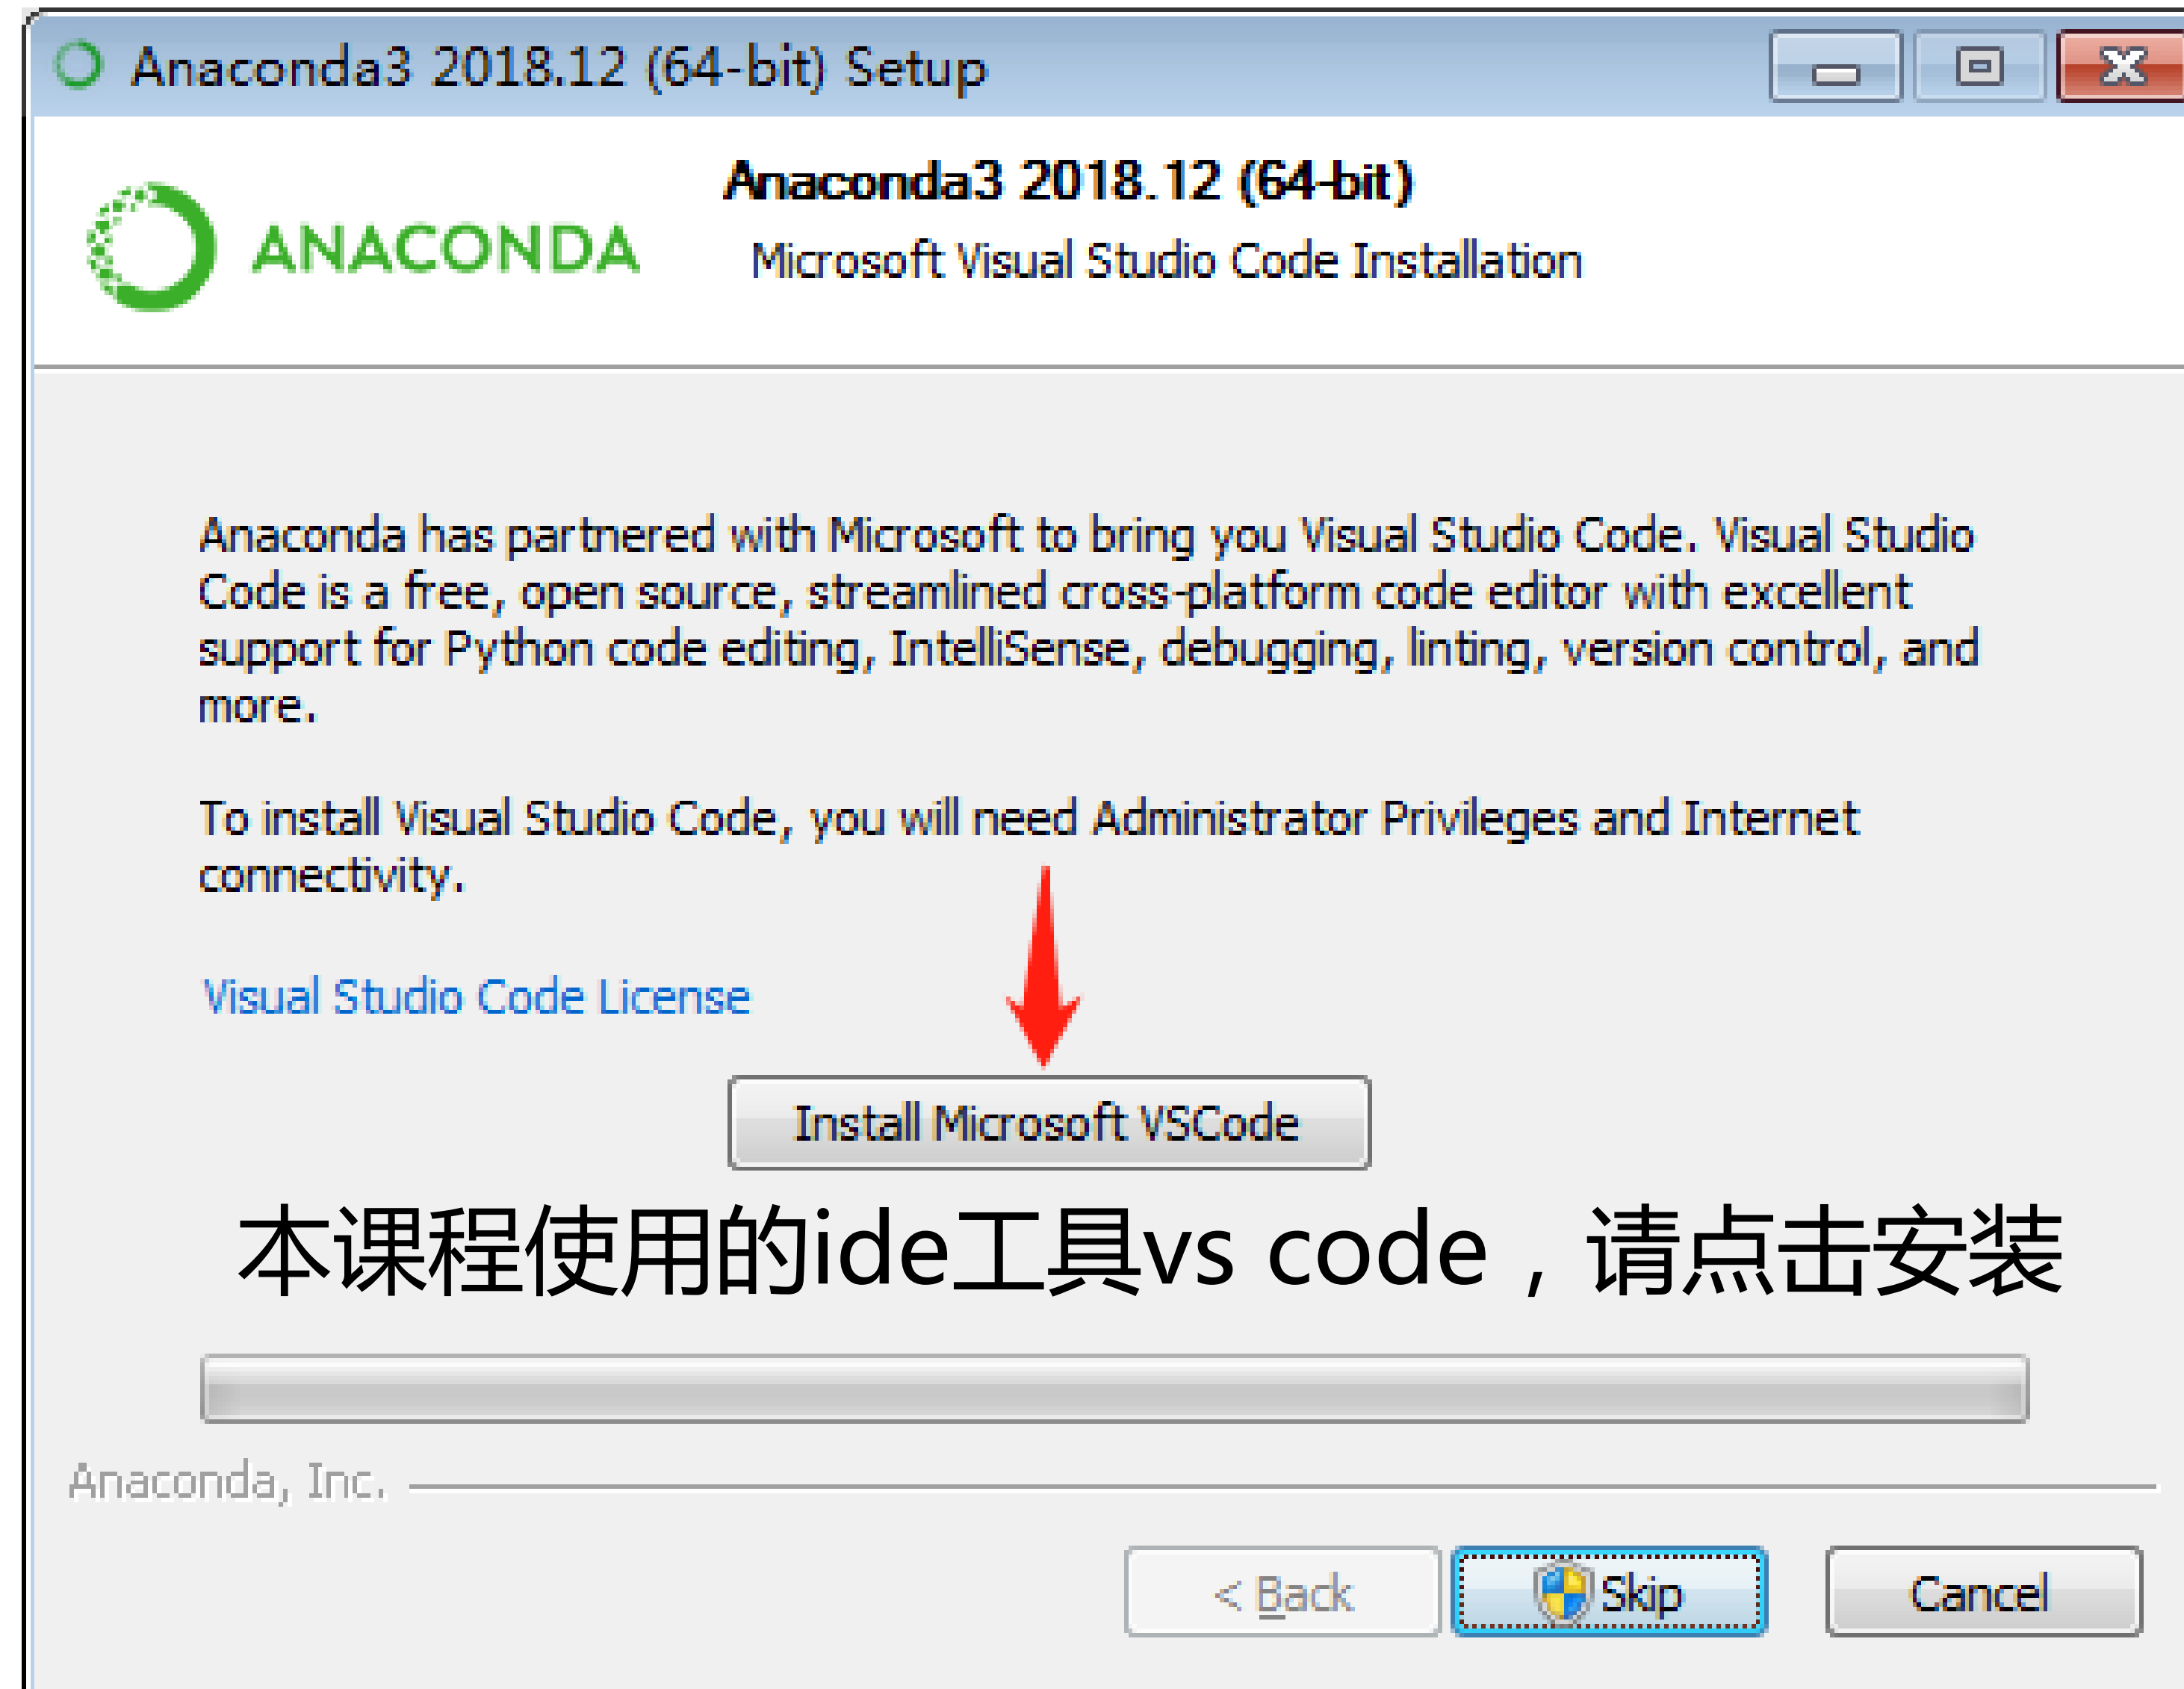 Anaconda3 2018.12 (64-bit) Setup
ANACONDA
Anaconda3 2018.12 (64-bit)
Microsoft Visual Studio Code Installation
Anaconda has partnered with Microsoft to bring you Visual Studio Code. Visual Studio
Code is a free, open source, streamlined cross-platform code editor with excellent
support for Python code editing, IntelliSense, debugging, linting, version control, and
more.
To install Visual Studio Code, you will need Administrator Privileges and Internet
connectivity.
Visual Studio Code License
Install Microsoft VSCode
本课程使用的ide工具vs code，请点击安装
Anaconda, Inc.
< Back
Skip
Cancel